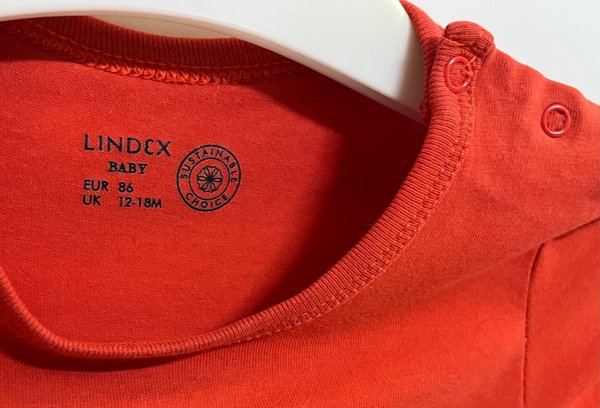 LINDEX
BABY
EUR 86
UK 12-18M
SUSTAINABLE
CHOICE